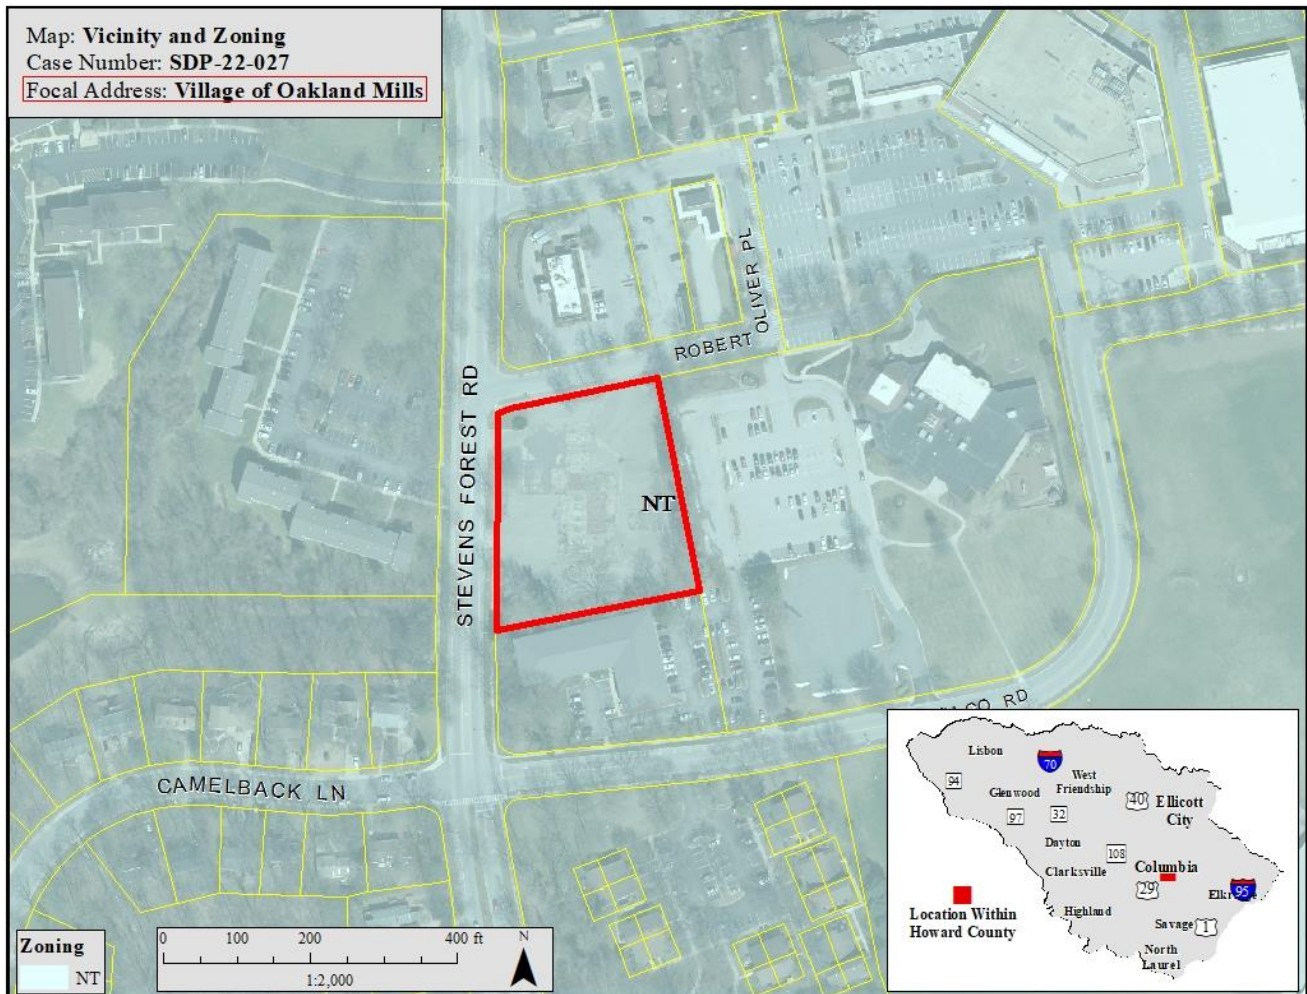 Map: Vicinity and Zoning
Case Number: SDP-22-027
Focal Address: Village of Oakland Mills
STEVENS FOREST RD
ROBERT OLIVER PL
NT
RD
CAMELBACK LN
Zoning
NT
0 100 200 400 ft
1:2,000
N
Lisbon
70
94
West
Friendship
Glenwood
40
Ellicott
City
97
32
Dayton
108
Clarksville
Columbia
29
95
Location Within
Howard County
Highland
Savage
1
North
Laurel